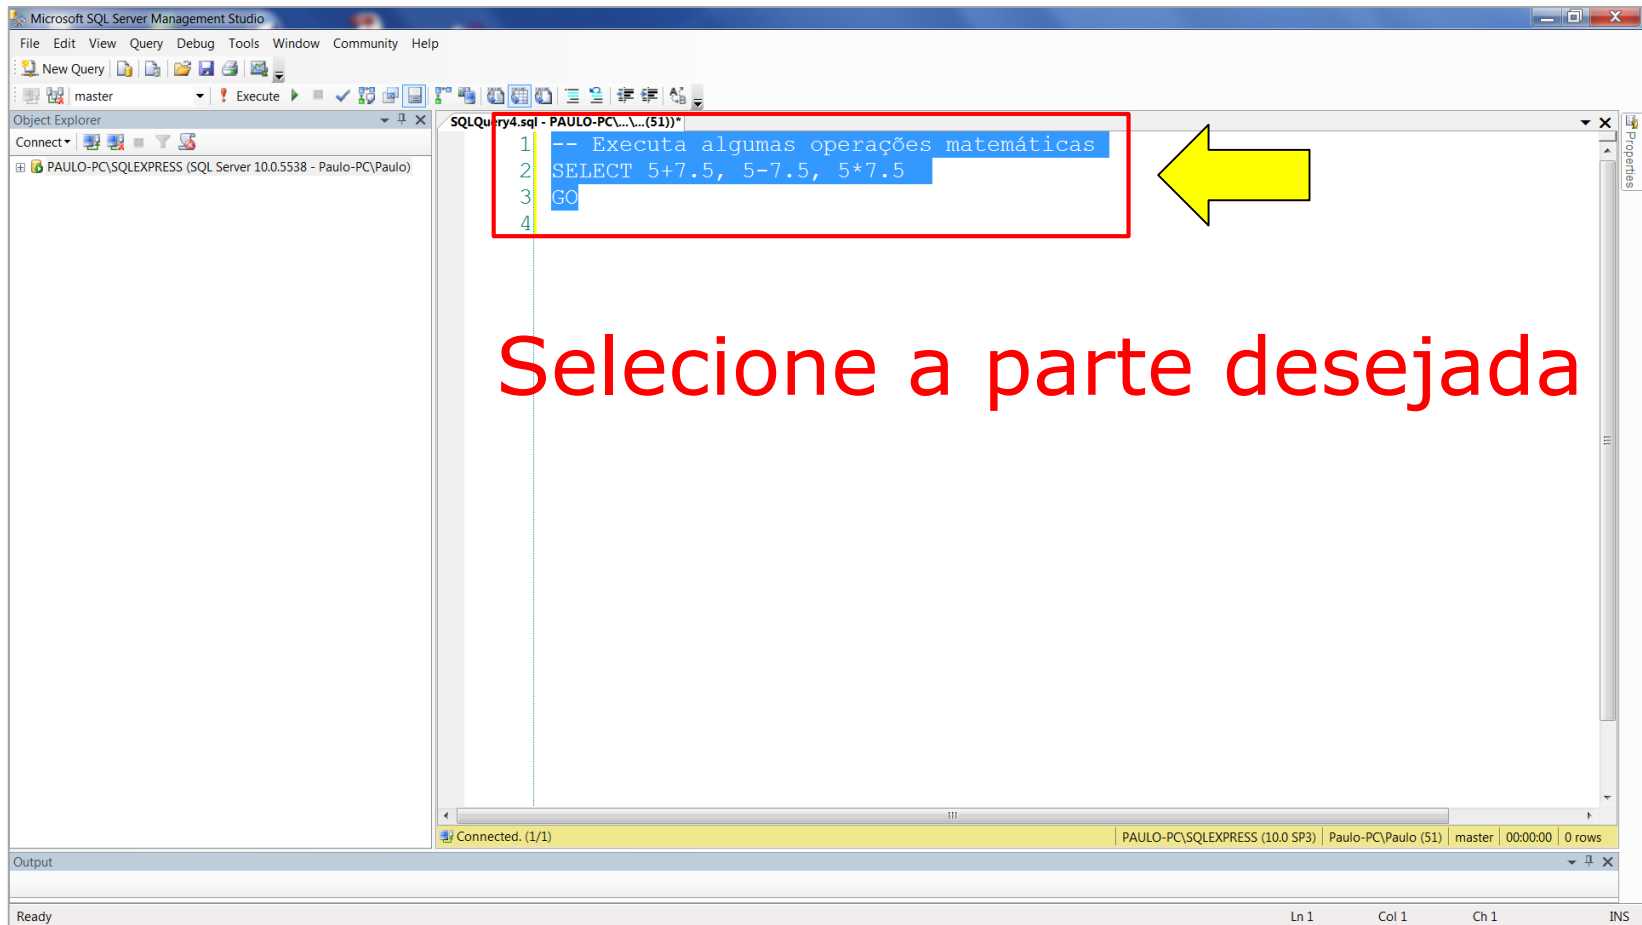 Microsoft SQL Server Management Studio
File Edit View Query Debug Tools Window Community Help
New Query
master Execute
Object Explorer
Connect
PAULO-PC\SQLEXPRESS (SQL Server 10.0.5538 - Paulo-PC\Paulo)
SQLQuery4.sql - PAULO-PC\...\...(51))*
1 -- Executa algumas operações matemáticas
2 SELECT 5+7.5, 5-7.5, 5*7.5
3 GO
4
Selecione a parte desejada
Properties
Connected. (1/1) PAULO-PC\SQLEXPRESS (10.0 SP3) Paulo-PC\Paulo (51) master 00:00:00 0 rows
Output
Ready Ln 1 Col 1 Ch 1 INS